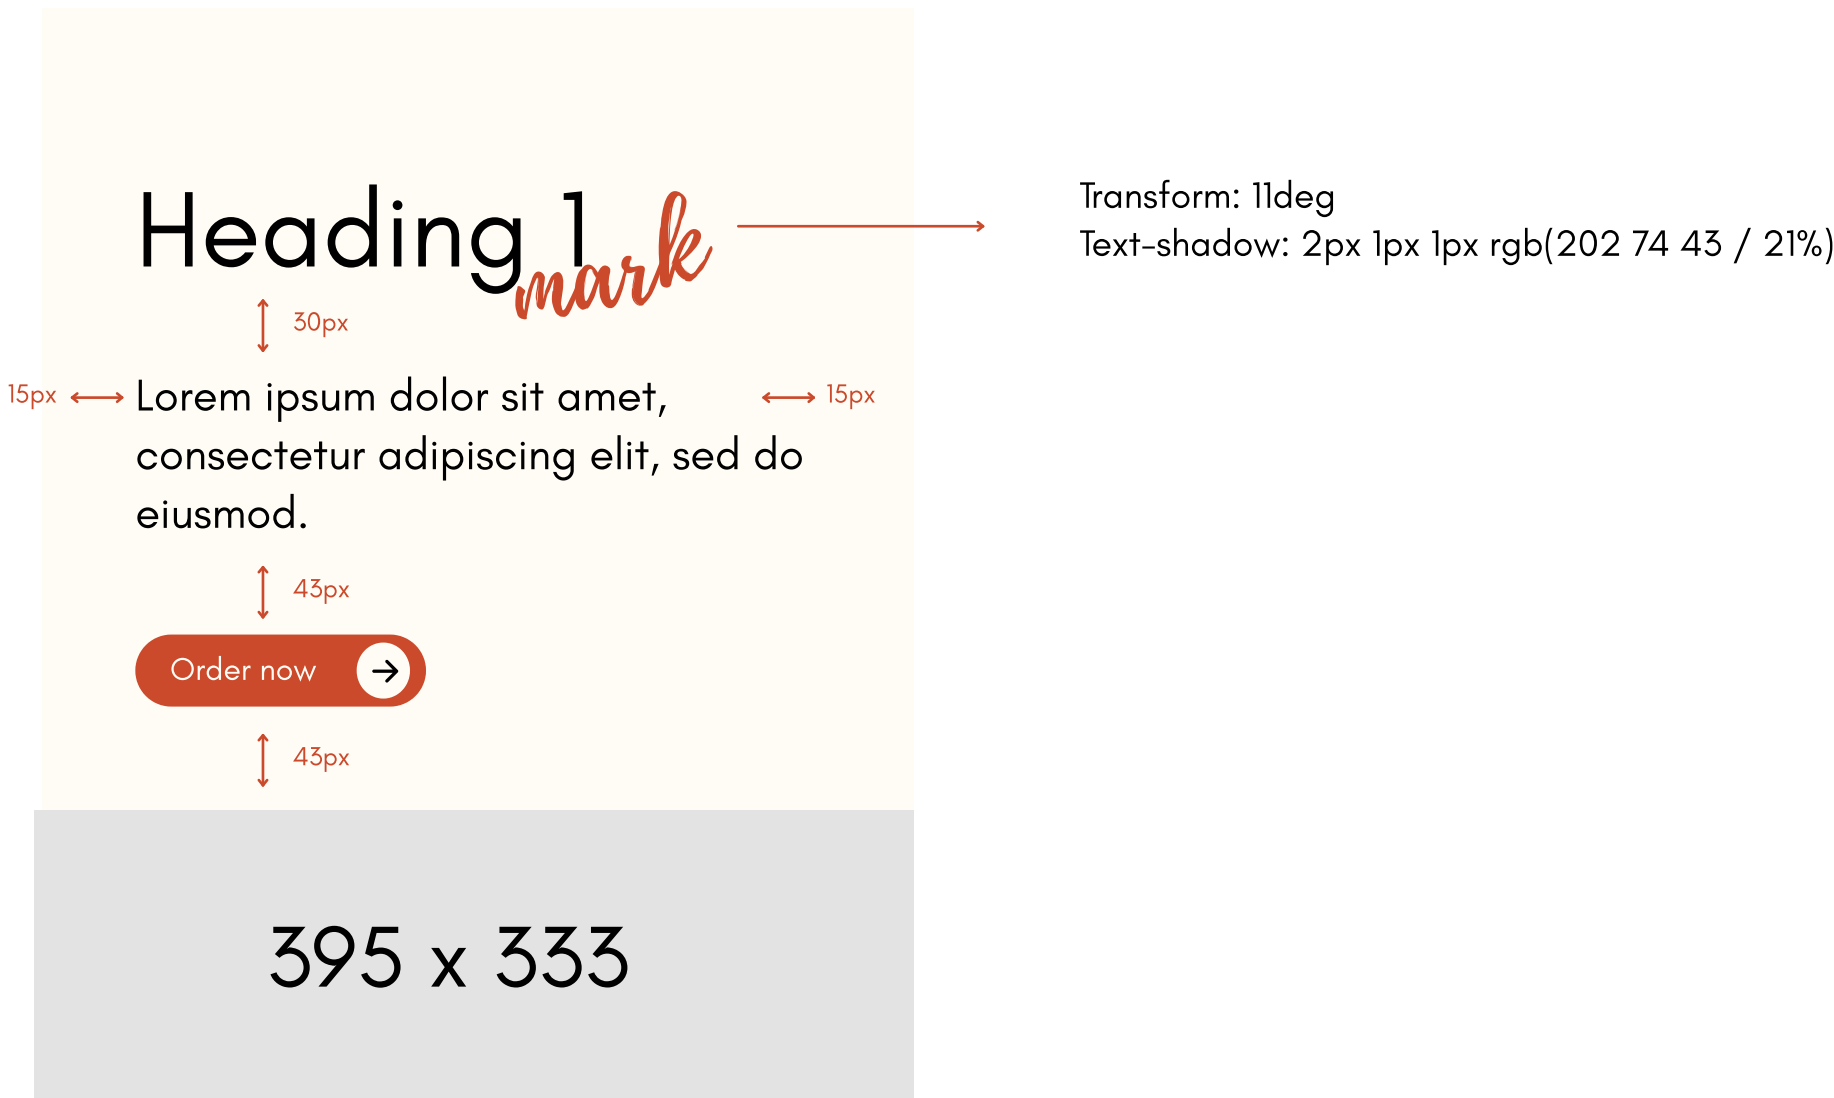 Heading 1
mark
Transform: 11deg
Text-shadow: 2px 1px 1px rgb(202 74 43 / 21%)
30px
15px
Lorem ipsum dolor sit amet,
15px
consectetur adipiscing elit, sed do
eiusmod.
43px
Order now
43px
395 x 333